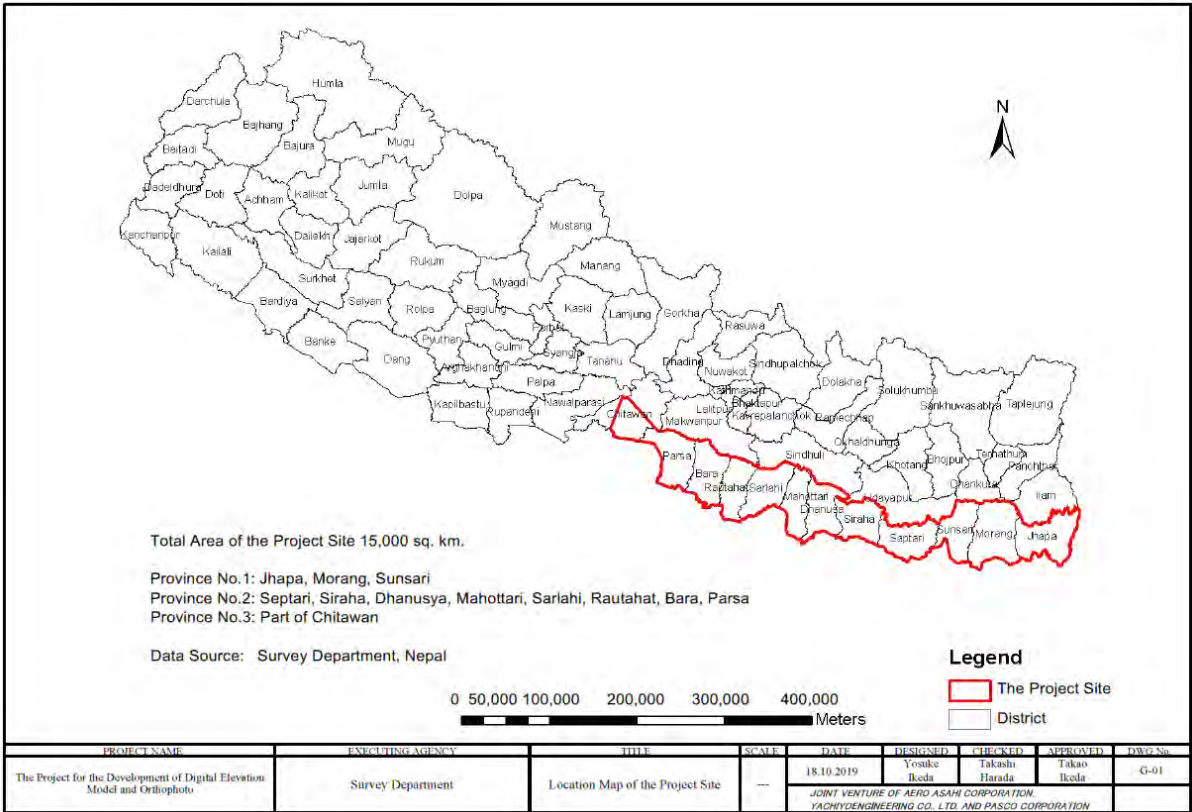 Humla
Darchula
Bajhang
Bajura
Mugu
Baitadi
Dadeldhura
Doti
Achham
Kalikot
Jumla
Dolpa
Kanchanpur
Kailali
Dailekh
Jajarkot
Mustang
Rukum
Surkhet
Manang
Myagdi
Bardiya
Salyan
Rolpa
Baglung
Kaski
Lamjung
Gorkha
Banke
Dang
Pyuthan
Gulmi
Parbat
Syangja
Tanahu
Rasuwa
Arghakhanchi
Palpa
Dhading
Nuwakot
Sindhupalchok
Dolakha
Solukhumbu
Sankhuwasabha
Taplejung
Kapilbastu
Rupandehi
Nawalparasi
Chitawan
Kathmandu
Bhaktapur
Lalitpur
Kavrepalanchok
Ramechhap
Makwanpur
Okhaldhunga
Sindhuli
Khotang
Bhojpur
Terhathum
Panchthar
Parsa
Bara
Rautahat
Sarlahi
Mahottari
Dhanusa
Siraha
Udayapur
Dhankuta
Ilam
Saptari
Sunsari
Morang
Jhapa
N
Total Area of the Project Site 15,000 sq. km.
Province No.1: Jhapa, Morang, Sunsari
Province No.2: Septari, Siraha, Dhanusya, Mahottari, Sarlahi, Rautahat, Bara, Parsa
Province No.3: Part of Chitawan
Data Source: Survey Department, Nepal
Legend
The Project Site
District
0 50,000 100,000 200,000 300,000 400,000
Meters
PROJECT NAME EXECUTING AGENCY TITLE SCALE DATE DESIGNED CHECKED APPROVED DWG No.
The Project for the Development of Digital Elevation
Model and Orthophoto
Survey Department
Location Map of the Project Site
---
18.10.2019
Yosuke
Ikeda
Takashi
Harada
Takao
Ikeda
G-01
JOINT VENTURE OF AERO ASAHI CORPORATION,
YACHIYOENGINEERING CO., LTD. AND PASCO CORPORATION